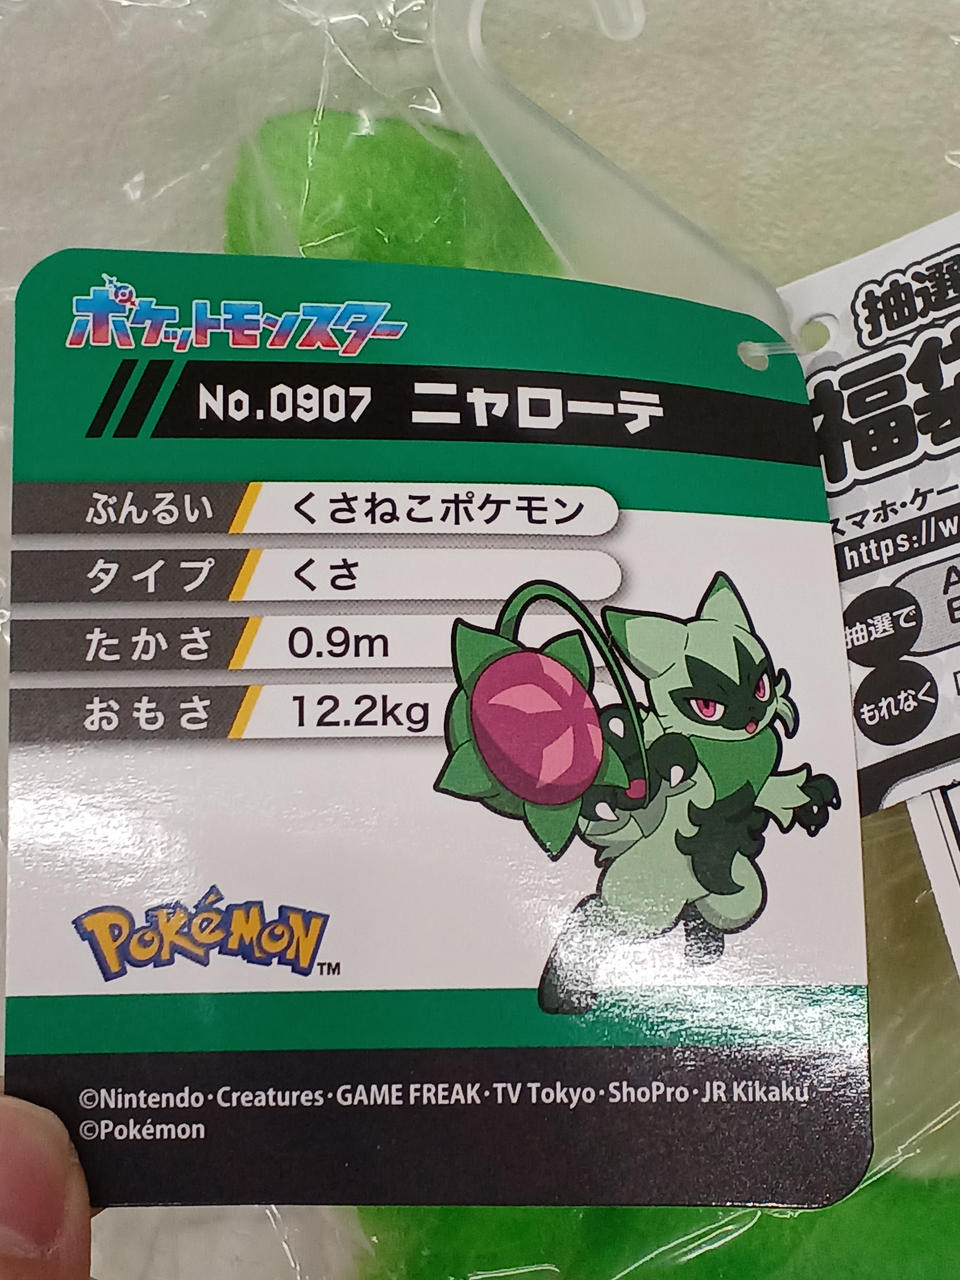 ポケットモンスター
No.0907 ニャローテ
ぶんるい くさねこポケモン
タイプ くさ
たかさ 0.9m
おもさ 12.2kg
POKéMON TM
©Nintendo・Creatures・GAME FREAK・TV Tokyo・ShoPro・JR Kikaku
©Pokémon
抽選
福袋
スマホ・ケー
https://w
抽選で
A
もれなく